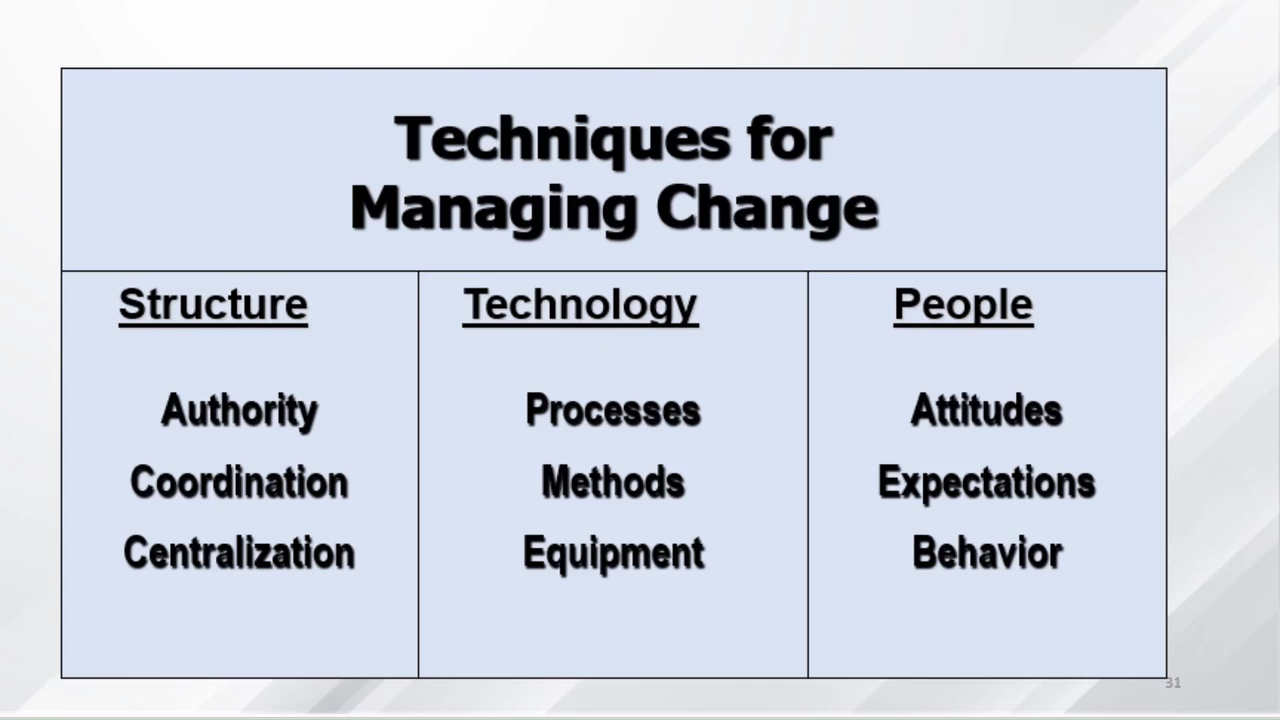 Techniques for
Managing Change
Structure
Technology
People
Authority
Processes
Attitudes
Coordination
Methods
Expectations
Centralization
Equipment
Behavior
31